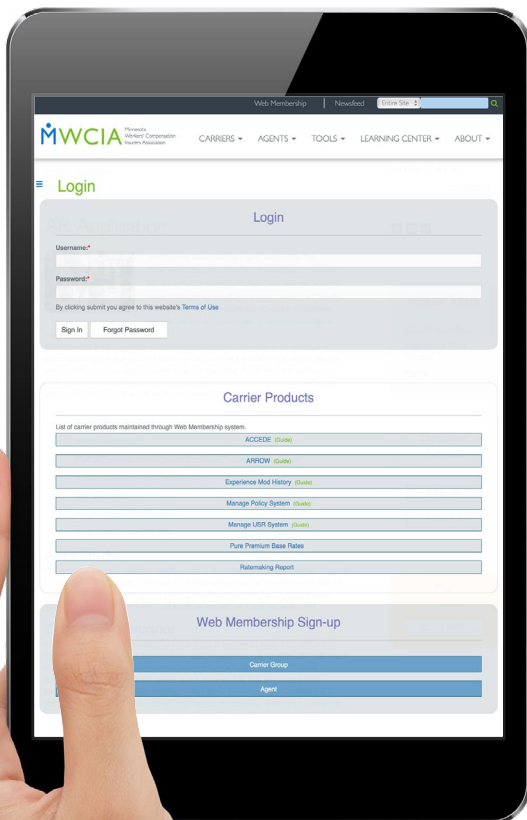 Web Membership | Newsfeed Entire Site
MWCIA Minnesota Workers' Compensation Insurers Association
CARRIERS AGENTS TOOLS LEARNING CENTER ABOUT
Login
Login
Username:*
Password:*
By clicking submit you agree to this website's Terms of Use
Sign In Forgot Password
Carrier Products
List of carrier products maintained through Web Membership system.
ACCEDE (Guide)
ARROW (Guide)
Experience Mod History (Guide)
Manage Policy System (Guide)
Manage USR System (Guide)
Pure Premium Base Rates
Ratemaking Report
Web Membership Sign-up
Carrier Group
Agent